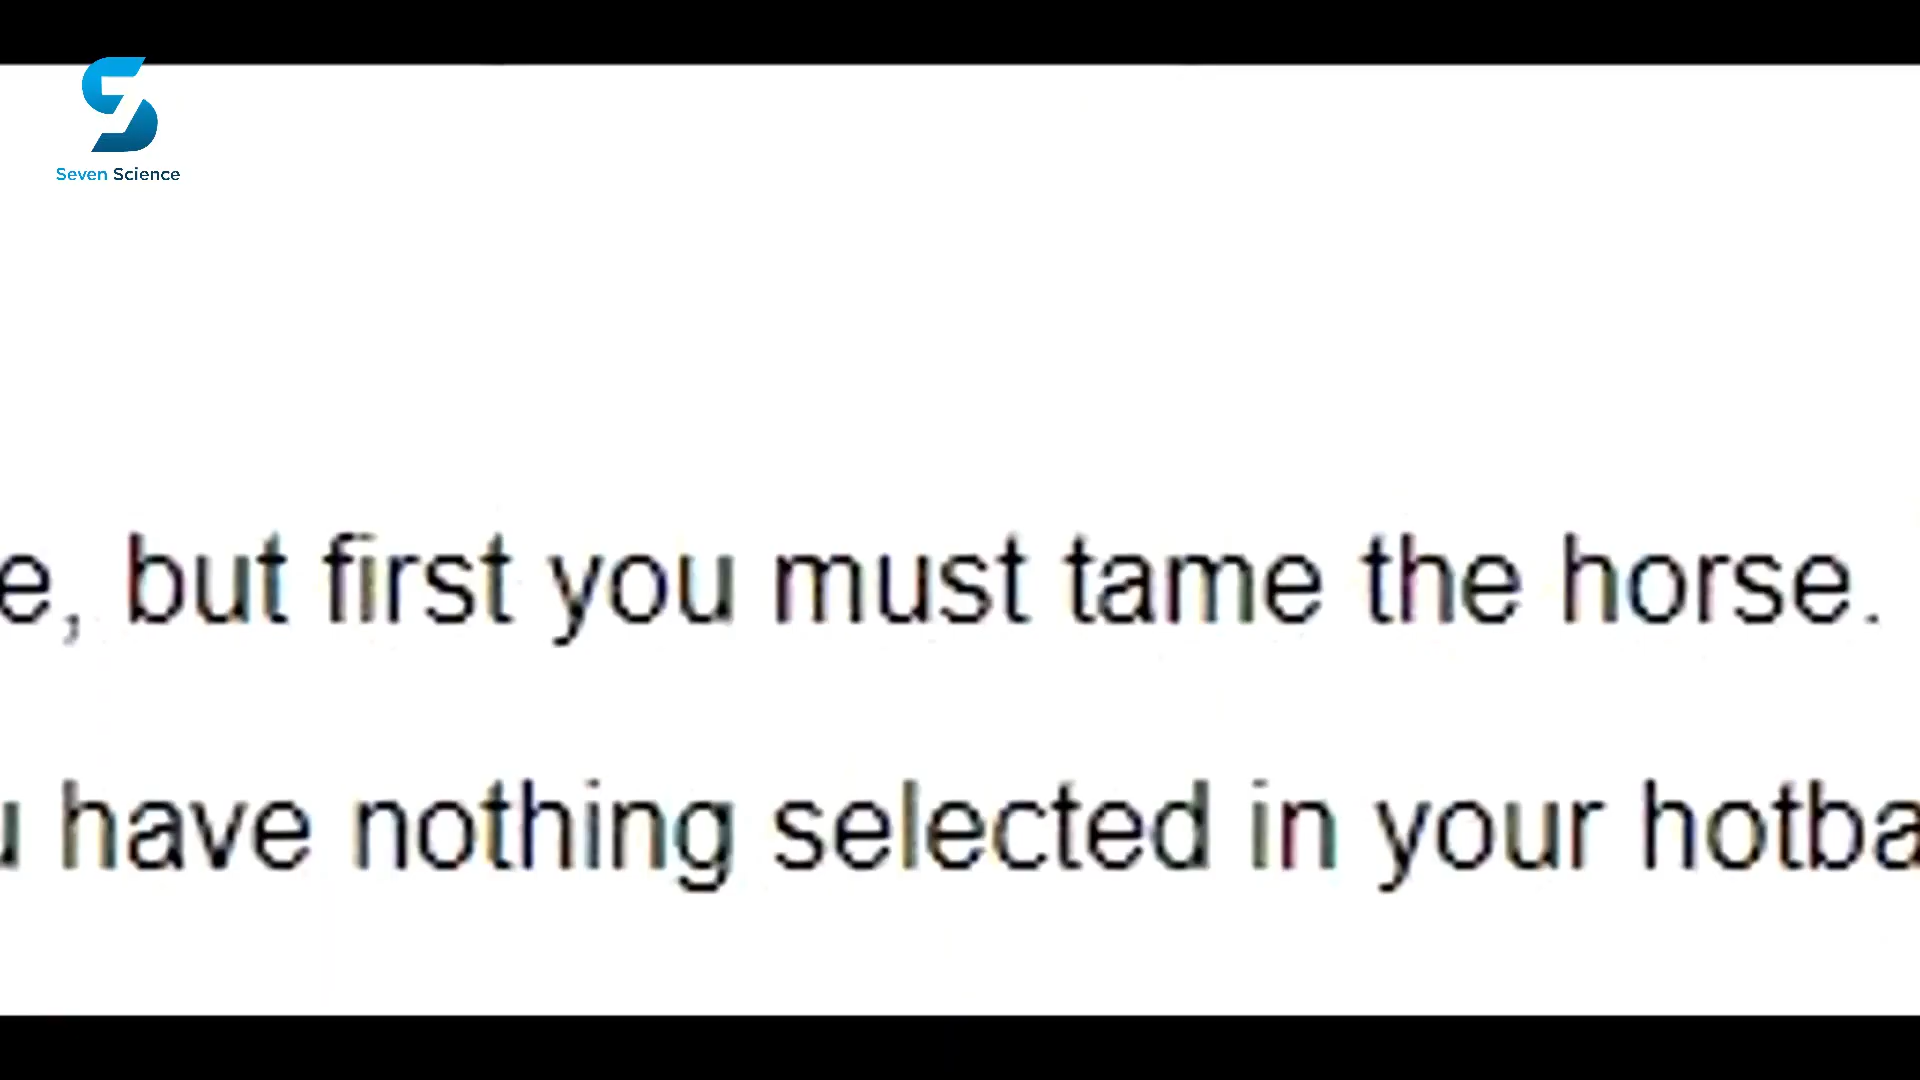 Seven Science
e, but first you must tame the horse.
u have nothing selected in your hotba